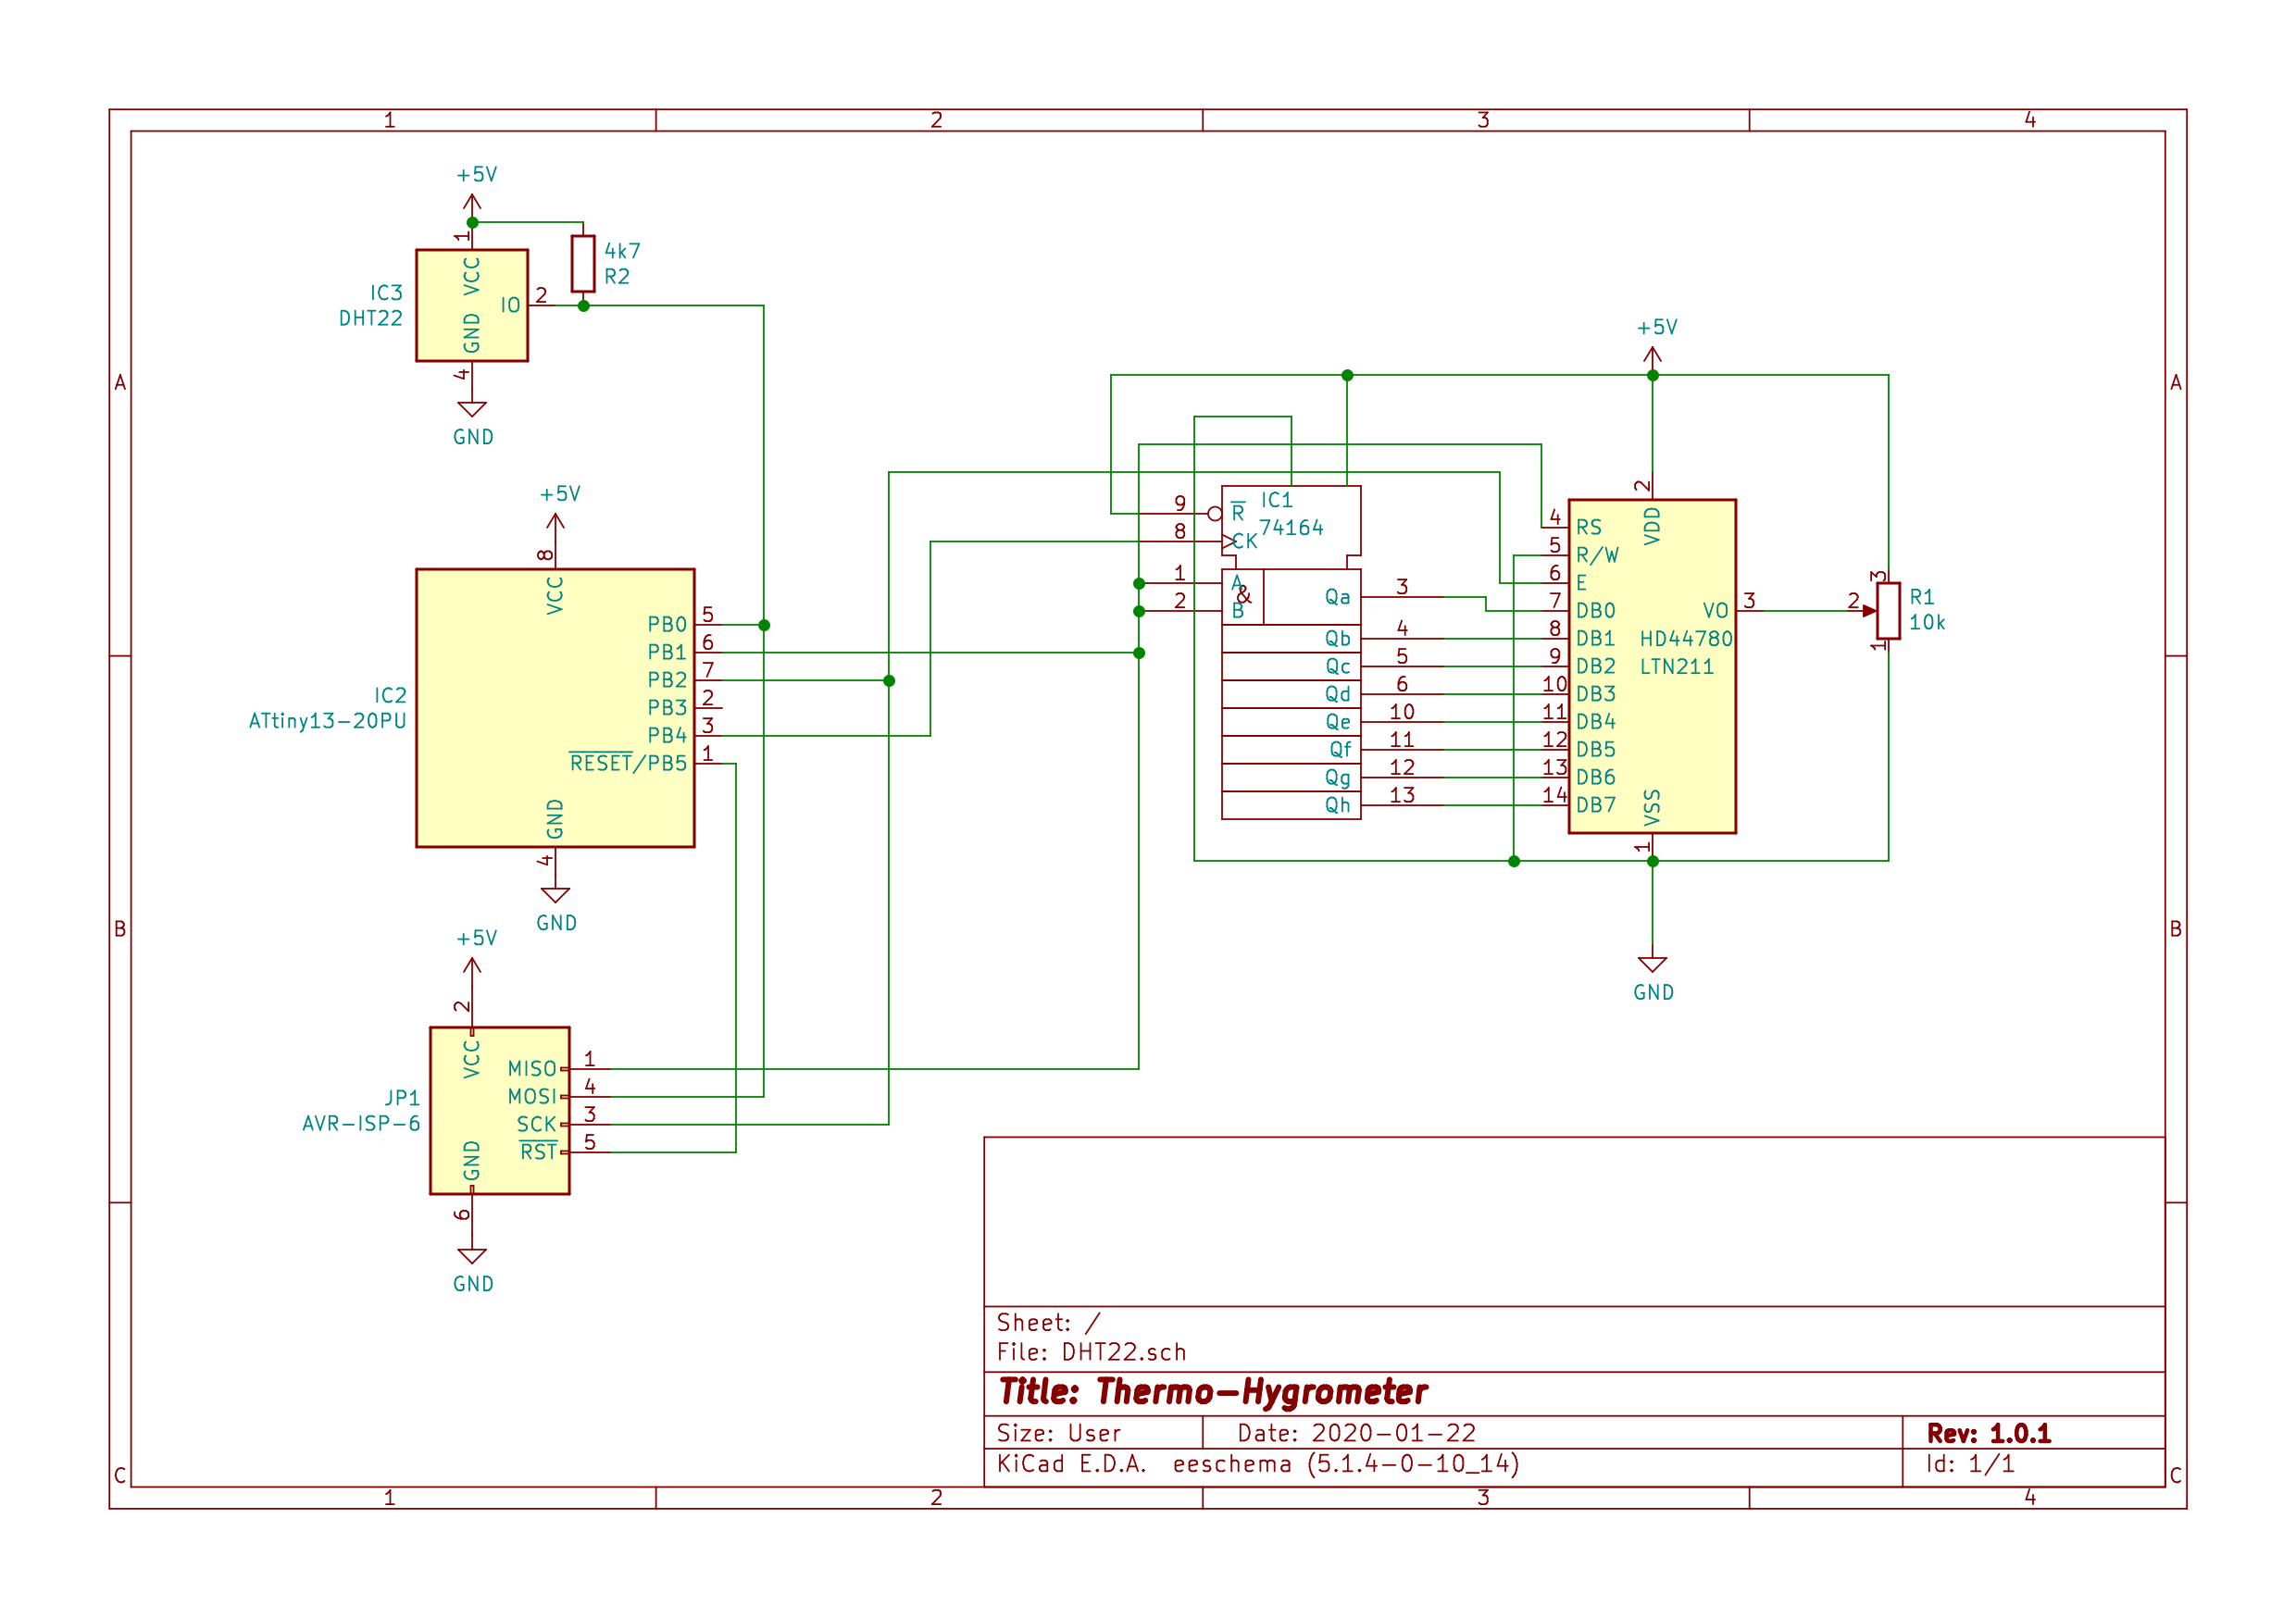 1 2 3 4
A A
B B
C C
+5V
1
VCC
IO
2
GND
4
IC3
DHT22
4k7
R2
GND
+5V
8
VCC
PB0 5
PB1 6
PB2 7
PB3 2
PB4 3
RESET/PB5 1
GND
4
IC2
ATtiny13-20PU
GND
+5V
2
VCC
MISO 1
MOSI 4
SCK 3
RST 5
GND
6
JP1
AVR-ISP-6
GND
9 R
8 CK
IC1
74164
1 A
&
2 B
Qa 3
Qb 4
Qc 5
Qd 6
Qe 10
Qf 11
Qg 12
Qh 13
+5V
2
VDD
4 RS
5 R/W
6 E
7 DB0
8 DB1
9 DB2
10 DB3
11 DB4
12 DB5
13 DB6
14 DB7
VO 3
HD44780
LTN211
VSS
1
GND
3
2
1
R1
10k
Sheet: /
File: DHT22.sch
Title: Thermo-Hygrometer
Size: User Date: 2020-01-22 Rev: 1.0.1
KiCad E.D.A. eeschema (5.1.4-0-10_14) Id: 1/1
1 2 3 4